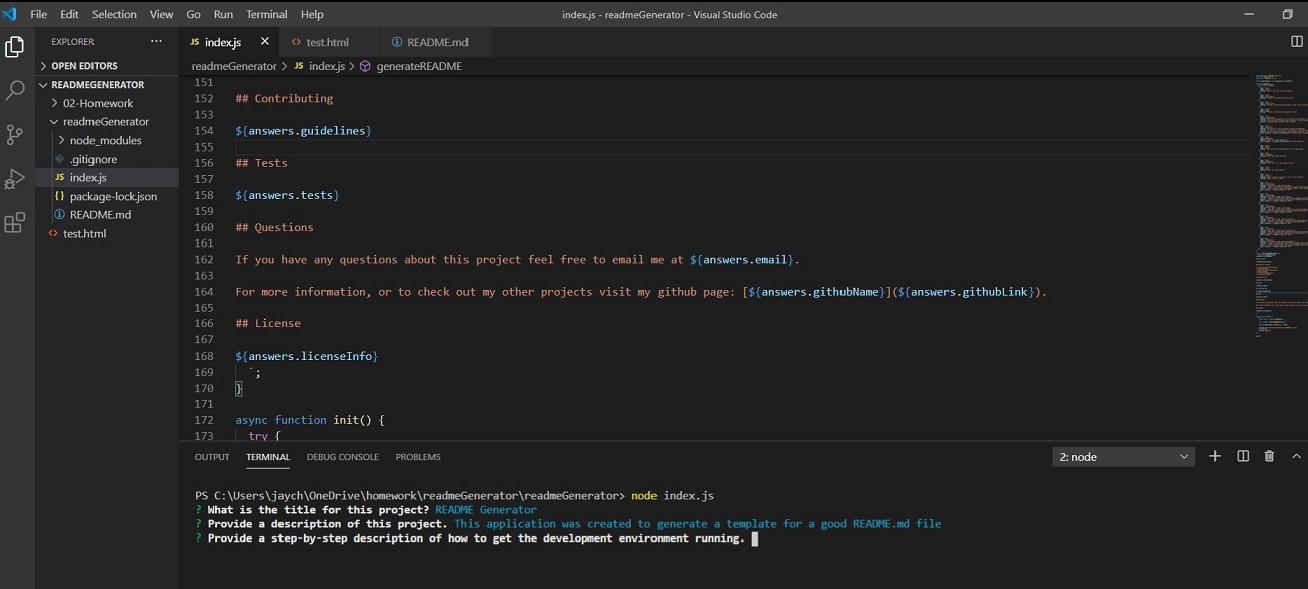 File Edit Selection View Go Run Terminal Help
index.js - readmeGenerator - Visual Studio Code
EXPLORER
OPEN EDITORS
READMEGENERATOR
02-Homework
readmeGenerator
node_modules
.gitignore
JS index.js
{} package-lock.json
README.md
<> test.html
JS index.js
<> test.html
README.md
readmeGenerator > JS index.js > generateREADME
151
152 ## Contributing
153
154 ${answers.guidelines}
155
156 ## Tests
157
158 ${answers.tests}
159
160 ## Questions
161
162 If you have any questions about this project feel free to email me at ${answers.email}.
163
164 For more information, or to check out my other projects visit my github page: [${answers.githubName}](${answers.githubLink}).
165
166 ## License
167
168 ${answers.licenseInfo}
169 `;
170 }
171
172 async function init() {
173 try {
OUTPUT TERMINAL DEBUG CONSOLE PROBLEMS
2: node
PS C:\Users\jaych\OneDrive\homework\readmeGenerator\readmeGenerator> node index.js
? What is the title for this project? README Generator
? Provide a description of this project. This application was created to generate a template for a good README.md file
? Provide a step-by-step description of how to get the development environment running.